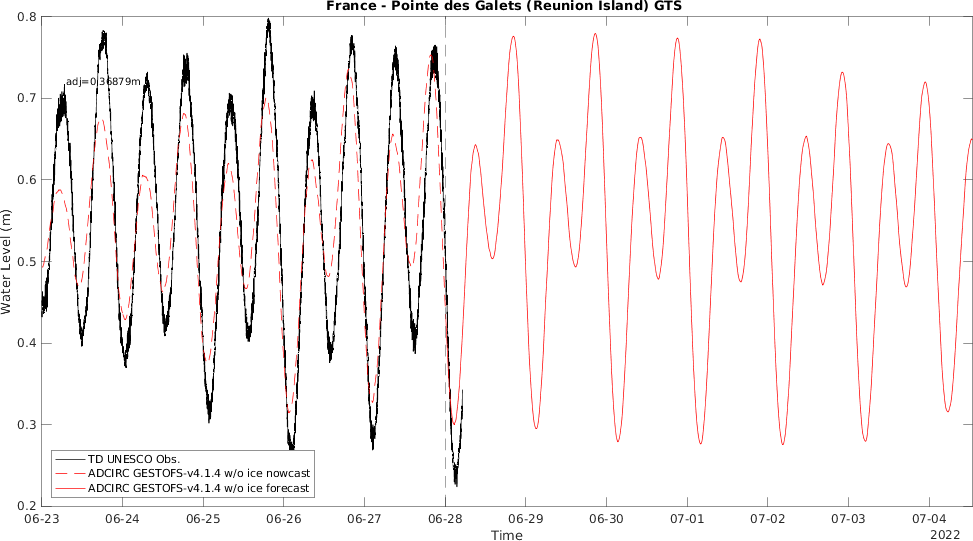 France - Pointe des Galets (Reunion Island) GTS
0.8
0.7
0.6
0.5
0.4
0.3
0.2
Water Level (m)
adj=0.36879m
TD UNESCO Obs.
ADCIRC GESTOFS-v4.1.4 w/o ice nowcast
ADCIRC GESTOFS-v4.1.4 w/o ice forecast
06-23 06-24 06-25 06-26 06-27 06-28 06-29 06-30 07-01 07-02 07-03 07-04
Time
2022